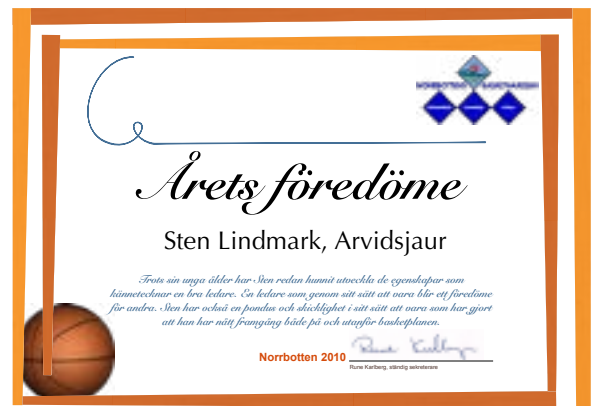 NORRBOTTENS BASKETMARSKIN
Årets föredöme
Sten Lindmark, Arvidsjaur
Trots sin unga ålder har Sten redan hunnit utveckla de egenskapar som
kännetecknar en bra ledare. En ledare som genom sitt sätt att vara blir ett föredöme
för andra. Sten har också en pondus och skicklighet i sitt sätt att vara som har gjort
att han har nått framgång både på och utanför basketplanen.
Norrbotten 2010
Rune Karlberg, ständig sekreterare